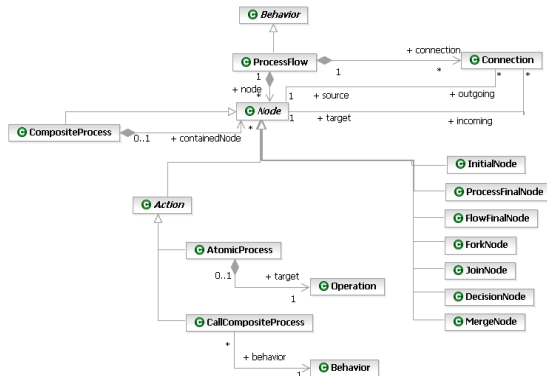 Behavior
ProcessFlow
+ connection
Connection
1
1
*
*
*
+ node
*
1
+ source
+ outgoing
Node
1
+ target
+ incoming
CompositeProcess
0..1
+ containedNode
*
InitialNode
ProcessFinalNode
Action
FlowFinalNode
ForkNode
AtomicProcess
JoinNode
0..1
+ target
1
Operation
DecisionNode
CallCompositeProcess
MergeNode
*
+ behavior
1
Behavior